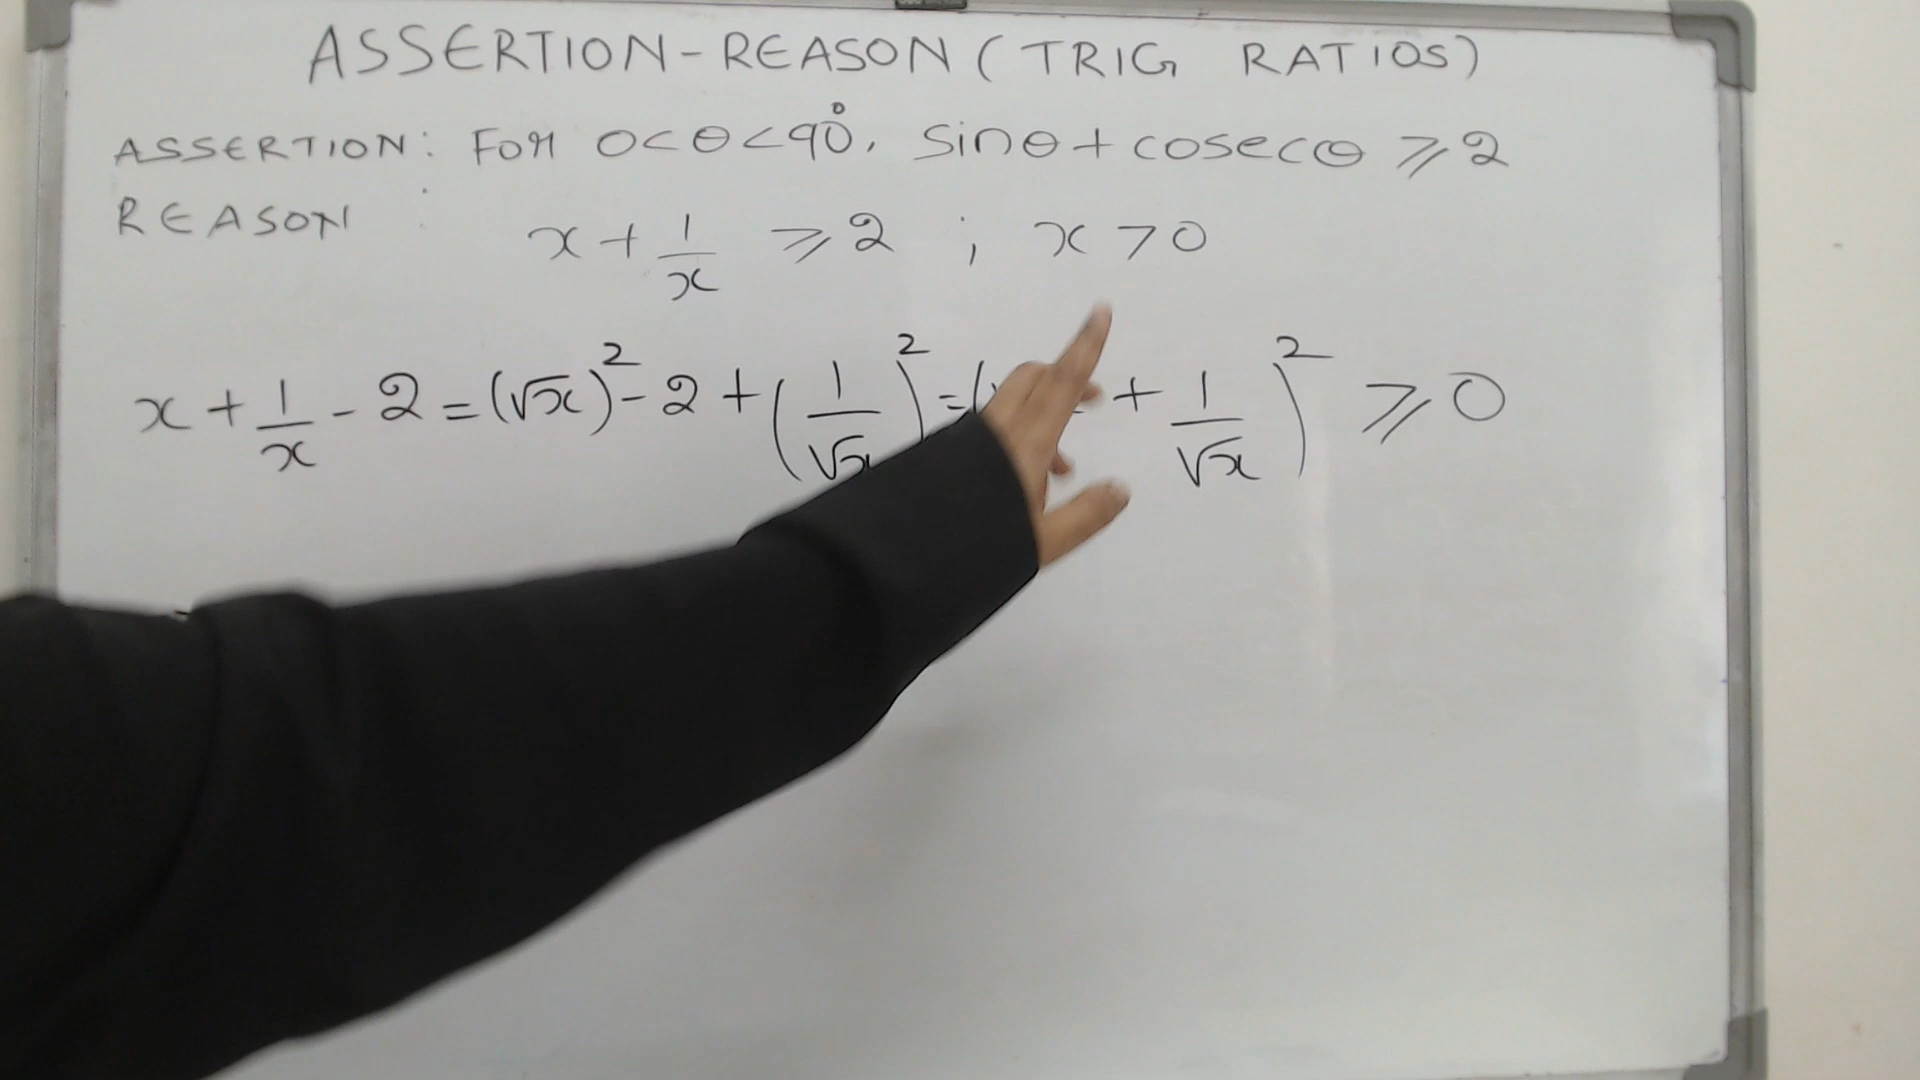 ASSERTION-REASON (TRIG RATIOS)
ASSERTION: FOR 0<θ<90°, sinθ+cosecθ ⩾2
REASON : x+1/x ⩾2 ; x>0
x+1/x-2=(√x)²-2+(1/√x)²=( +1/√x)² ⩾0